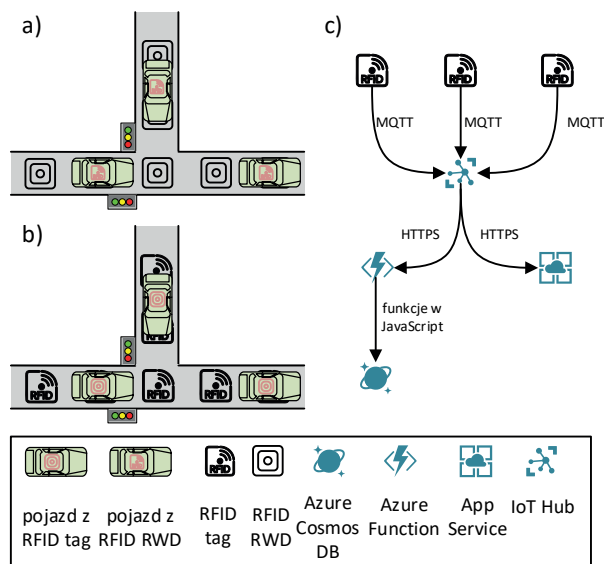 a)
c)
RFID
RFID
RFID
MQTT
MQTT
MQTT
b)
HTTPS
HTTPS
funkcje w
JavaScript
RFID
RFID
RFID
RFID
RFID
pojazd z
RFID tag
pojazd z
RFID RWD
RFID
tag
RFID
RWD
Azure
Cosmos
DB
Azure
Function
App
Service
IoT Hub